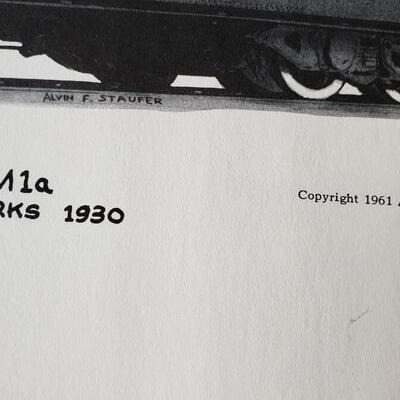 ALVIN F. STAUFER
M1a
RKS 1930
Copyright 1961 A